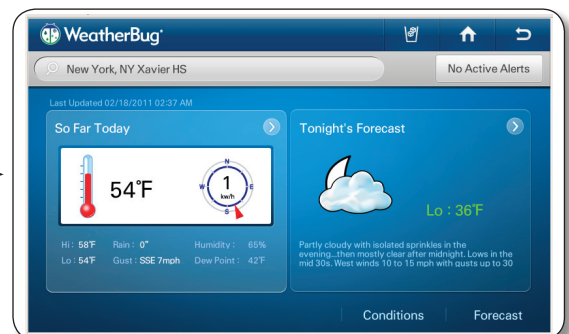 WeatherBug®
New York, NY Xavier HS
No Active Alerts
Last Updated 02/18/2011 02:37 AM
So Far Today
54°F
N
W E
S
1
kw/h
Hi : 58°F Rain : 0" Humidity : 65%
Lo : 54°F Gust : SSE 7mph Dew Point : 42°F
Tonight's Forecast
Lo : 36°F
Partly cloudy with isolated sprinkles in the
evening...then mostly clear after midnight. Lows in the
mid 30s. West winds 10 to 15 mph with gusts up to 30
Conditions Forecast